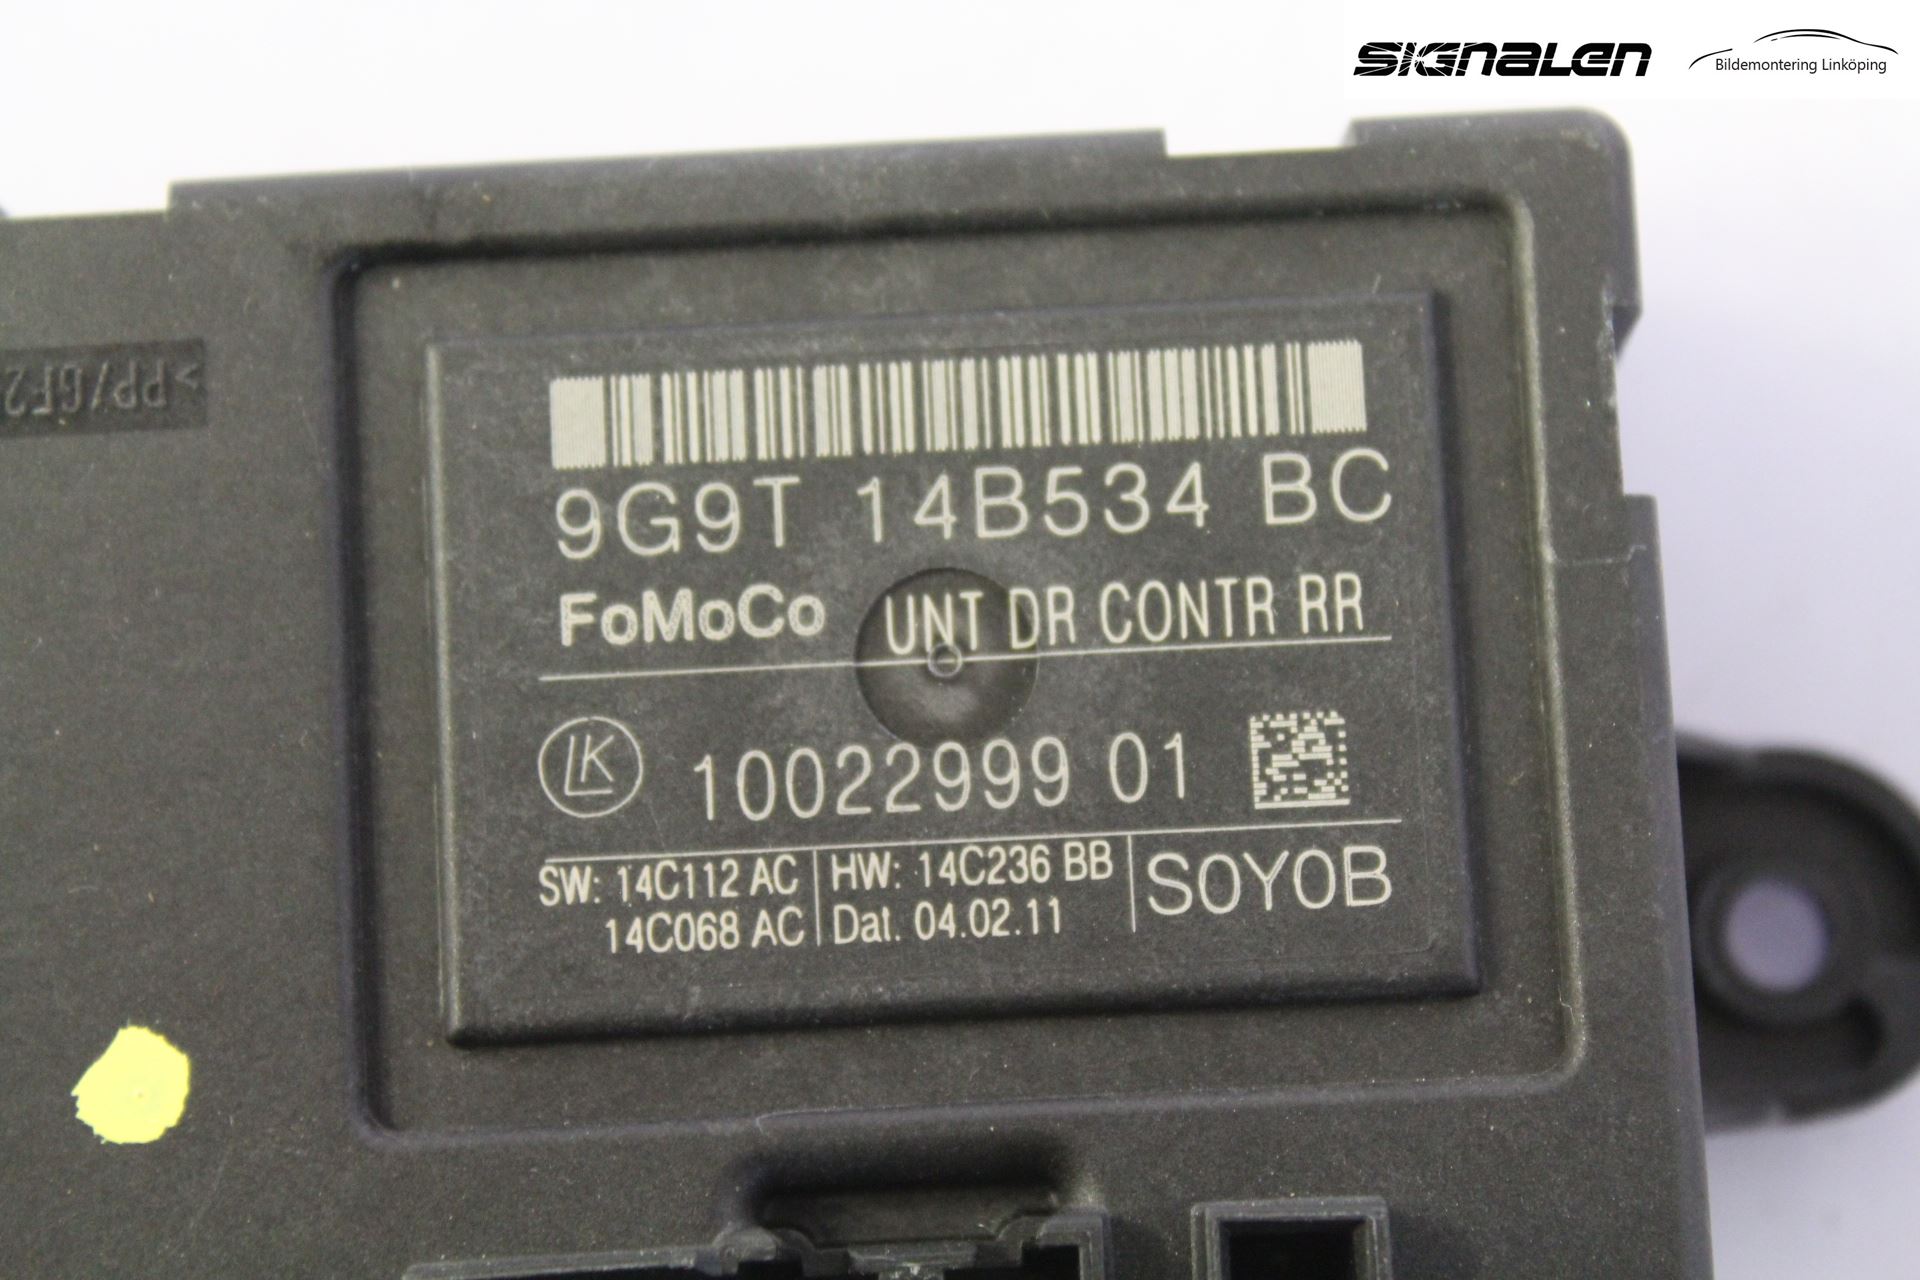 SIGNALEN
Bildemontering Linköping
>PP/GF2
9G9T 14B534 BC
FoMoCo UNT DR CONTR RR
LK 10022999 01
SW: 14C112 AC HW: 14C236 BB S0Y0B
14C068 AC Dat. 04.02.11